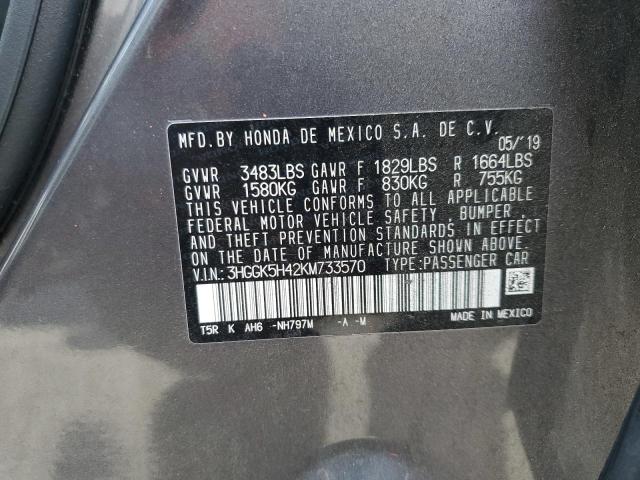 MFD. BY HONDA DE MEXICO S.A. DE C.V.
05/'19
GVWR 3483LBS GAWR F 1829LBS R 1664LBS
GVWR 1580KG GAWR F 830KG R 755KG
THIS VEHICLE CONFORMS TO ALL APPLICABLE
FEDERAL MOTOR VEHICLE SAFETY, BUMPER,
AND THEFT PREVENTION STANDARDS IN EFFECT
ON THE DATE OF MANUFACTURE SHOWN ABOVE.
V.I.N.: 3HGGK5H42KM733570 TYPE:PASSENGER CAR
T5R K AH6 -NH797M -A -M
MADE IN MEXICO